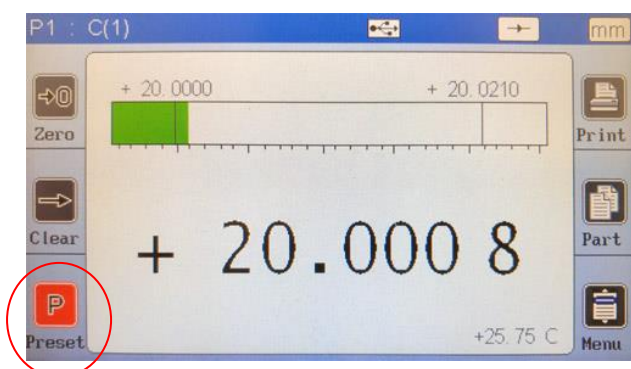 P1 : C(1) mm
+ 20.0000 + 20.0210
Zero Print
+ 20.000 8
Clear Part
P
Preset +25.75 C Menu